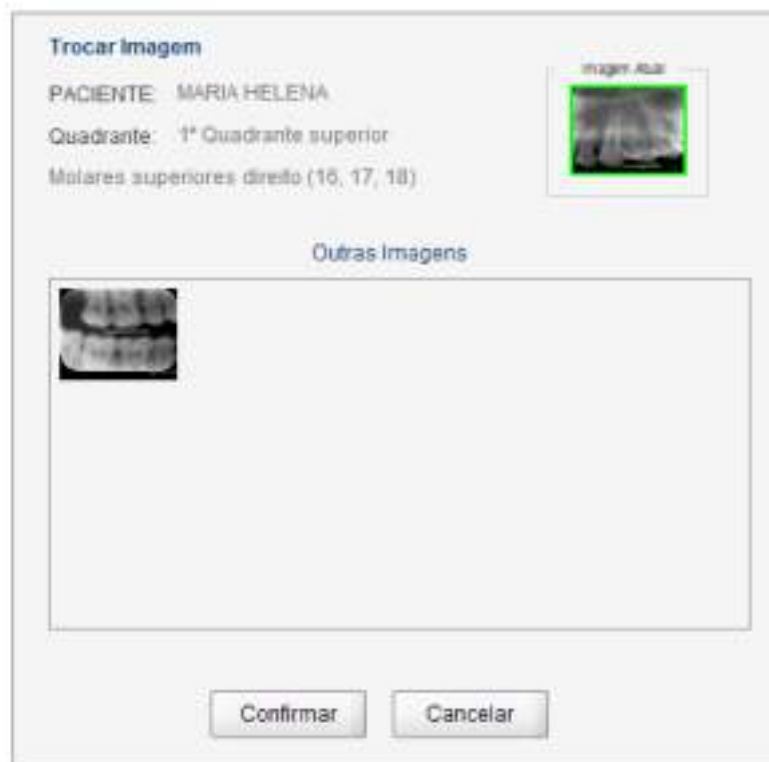 Trocar Imagem
PACIENTE: MARIA HELENA
Imagem Atual
Quadrante: 1º Quadrante superior
Molares superiores direito (16, 17, 18)
Outras Imagens
Confirmar
Cancelar